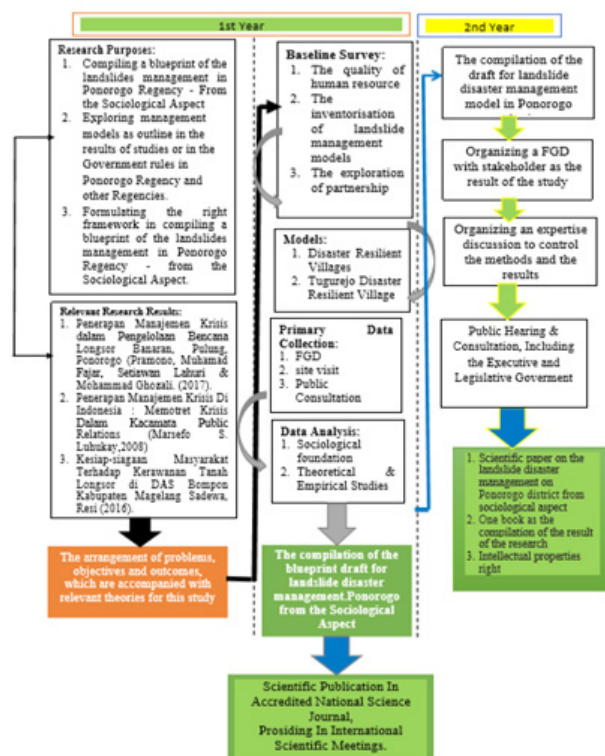 1st Year
2nd Year
Research Purposes:
1. Compiling a blueprint of the
landslides management in
Ponorogo Regency - From
the Sociological Aspect
2. Exploring management
models as outline in the
results of studies or in the
Government rules in
Ponorogo Regency and
other Regencies.
3. Formulating the right
framework in compiling a
blueprint of the landslides
management in Ponorogo
Regency - from the
Sociological Aspect.
Relevant Research Results:
1. Penerapan Manajemen Krisis
dalam Pengelolaan Bencana
Longsor Banaran, Pulung,
Ponorogo (Pramono, Muhamad
Fajar, Setiawan Lahuri &
Mohammad Ghozali. (2017).
2. Penerapan Manajemen Krisis Di
Indonesia : Memotret Krisis
Dalam Kacamata Public
Relations (Marsefo S.
Luhukay,2008)
3. Kesiap-siagaan Masyarakat
Terhadap Kerawanan Tanah
Longsor di DAS Bompon
Kabupaten Magelang Sadewa,
Resi (2016).
The arrangement of problems,
objectives and outcomes,
which are accompanied with
relevant theories for this study
Baseline Survey:
1. The quality of
human resource
2. The
inventorisation of
landslide management
models
3. The exploration of
partnership
Models:
1. Disaster Resilient
Villages
2. Tugurejo Disaster
Resilient Village
Primary Data
Collection:
1. FGD
2. site visit
3. Public
Consultation
Data Analysis:
1. Sociological
foundation
2. Theoretical &
Empirical Studies
The compilation of the
blueprint draft for
landslide disaster
management.Ponorogo
from the Sociological
Aspect
Scientific Publication In
Accredited National Science
Journal,
Prosiding In International
Scientific Meetings.
The compilation of the
draft for landslide
disaster management
model in Ponorogo
Organizing a FGD
with stakeholder as the
result of the study
Organizing an expertise
discussion to control
the methods and the
results
Public Hearing &
Consultation, Including
the Executive and
Legislative Goverment
1. Scientific paper on the
landslide disaster
management on
Ponorogo district from
sociological aspect
2. One book as the
compilation of the result
of the research
3. Intellectual properties
right